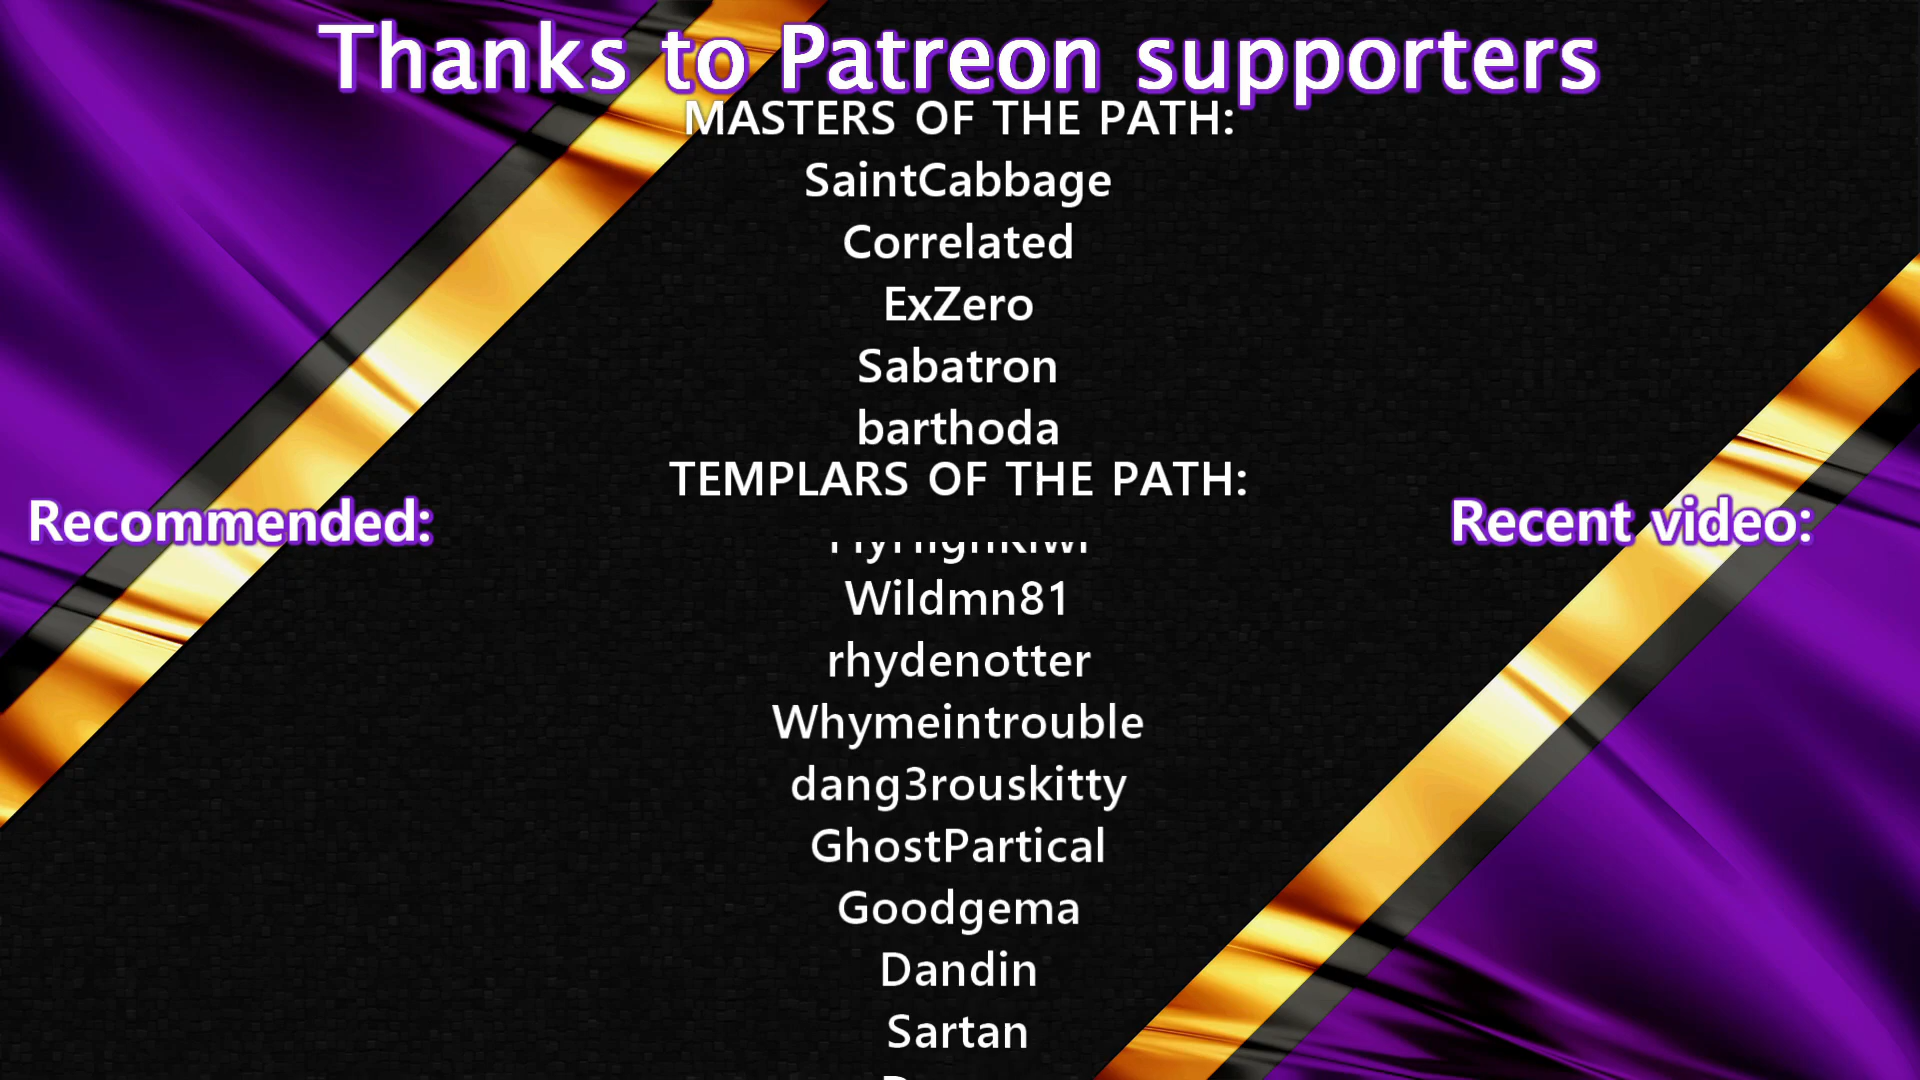 Thanks to Patreon supporters
MASTERS OF THE PATH:
SaintCabbage
Correlated
ExZero
Sabatron
barthoda
TEMPLARS OF THE PATH:
Recommended:
Recent video:
Wildmn81
rhydenotter
Whymeintrouble
dang3rouskitty
GhostPartical
Goodgema
Dandin
Sartan